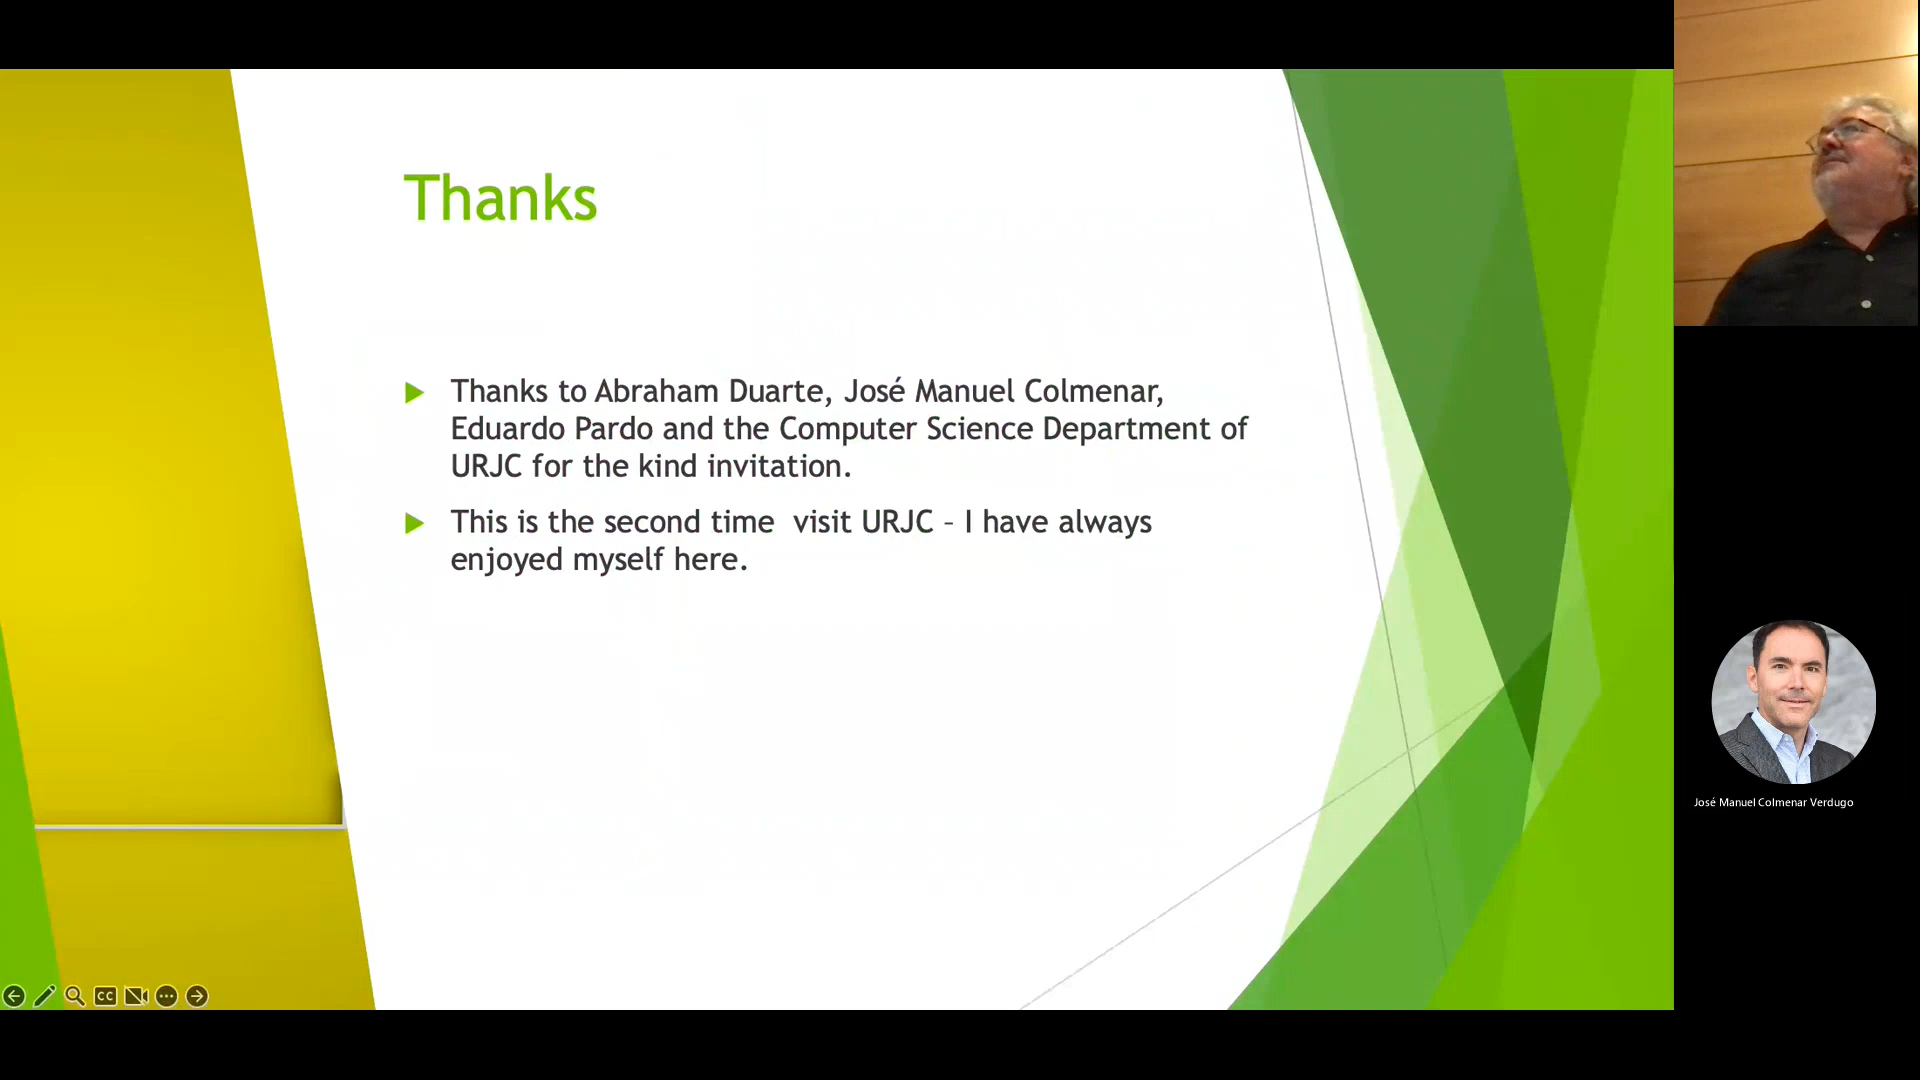 Thanks
Thanks to Abraham Duarte, José Manuel Colmenar,
Eduardo Pardo and the Computer Science Department of
URJC for the kind invitation.
This is the second time  visit URJC – I have always
enjoyed myself here.
José Manuel Colmenar Verdugo
CC